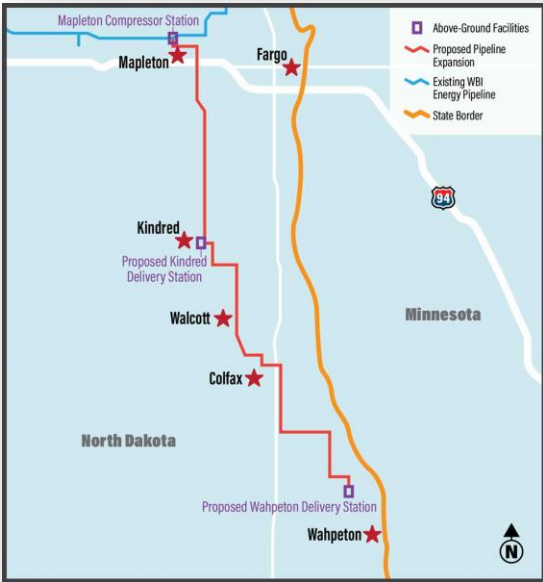 Mapleton Compressor Station
Mapleton
Fargo
Above-Ground Facilities
Proposed Pipeline
Expansion
Existing WBI
Energy Pipeline
State Border
94
Kindred
Proposed Kindred
Delivery Station
Walcott
Minnesota
Colfax
North Dakota
Proposed Wahpeton Delivery Station
Wahpeton
N